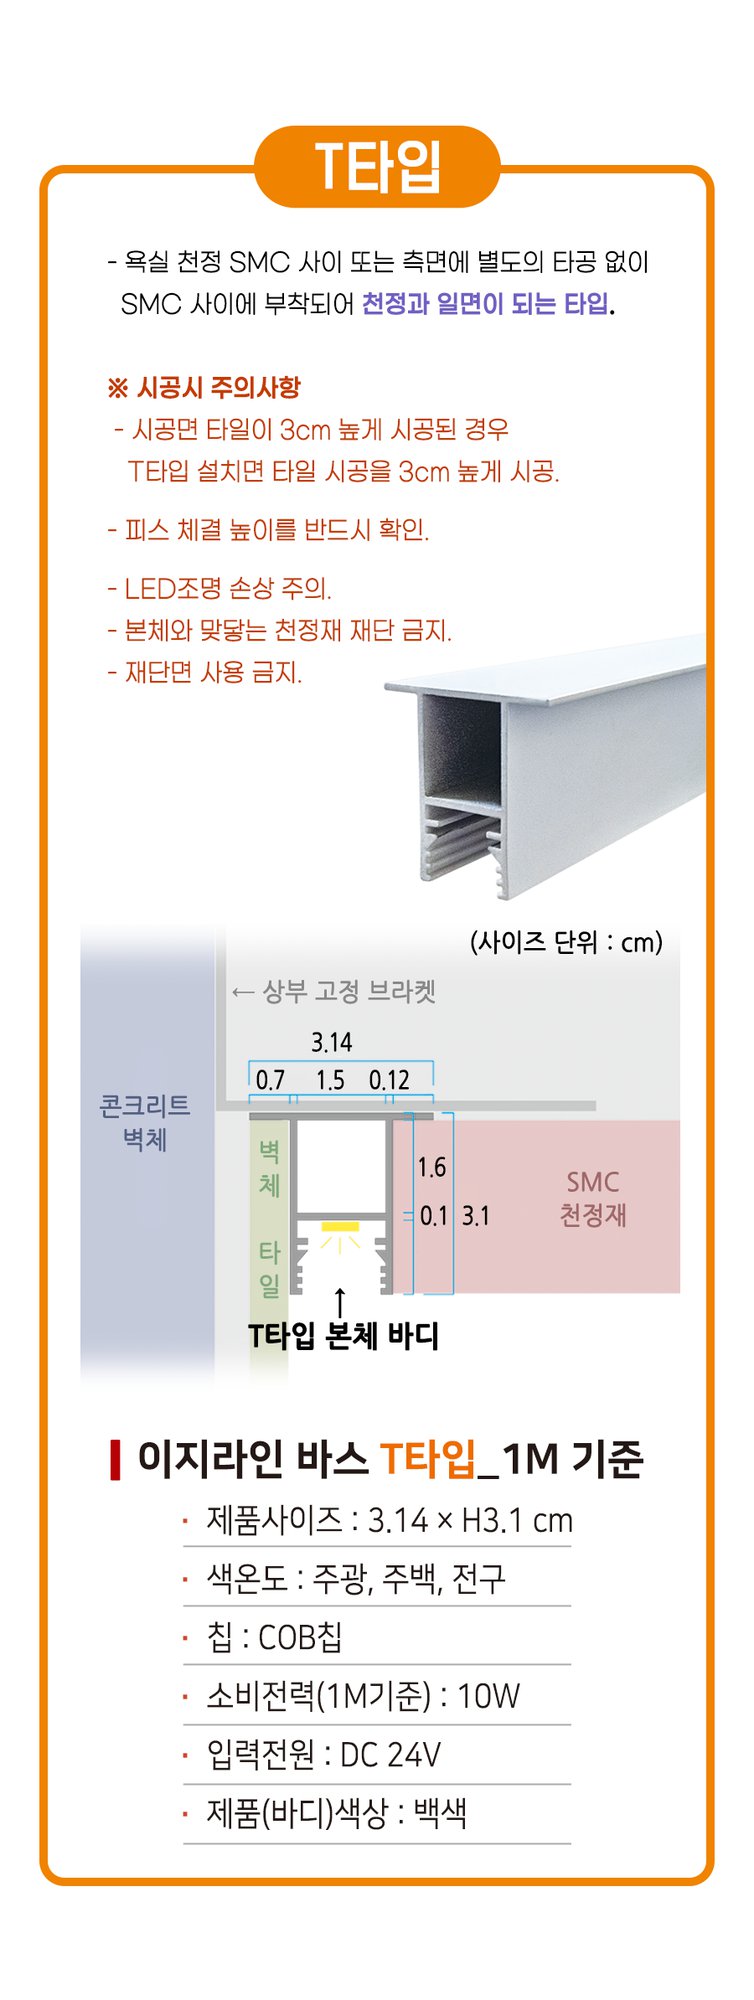 T타입
- 욕실 천정 SMC 사이 또는 측면에 별도의 타공 없이
SMC 사이에 부착되어 천정과 일면이 되는 타입.
※ 시공시 주의사항
- 시공면 타일이 3cm 높게 시공된 경우
T타입 설치면 타일 시공을 3cm 높게 시공.
- 피스 체결 높이를 반드시 확인.
- LED조명 손상 주의.
- 본체와 맞닿는 천정재 재단 금지.
- 재단면 사용 금지.
(사이즈 단위 : cm)
← 상부 고정 브라켓
3.14
0.7 1.5 0.12
콘크리트
벽체
벽체 타일
1.6
0.1 3.1
SMC
천정재
↑
T타입 본체 바디
이지라인 바스 T타입_1M 기준
· 제품사이즈 : 3.14 × H3.1 cm
· 색온도 : 주광, 주백, 전구
· 칩 : COB칩
· 소비전력(1M기준) : 10W
· 입력전원 : DC 24V
· 제품(바디)색상 : 백색